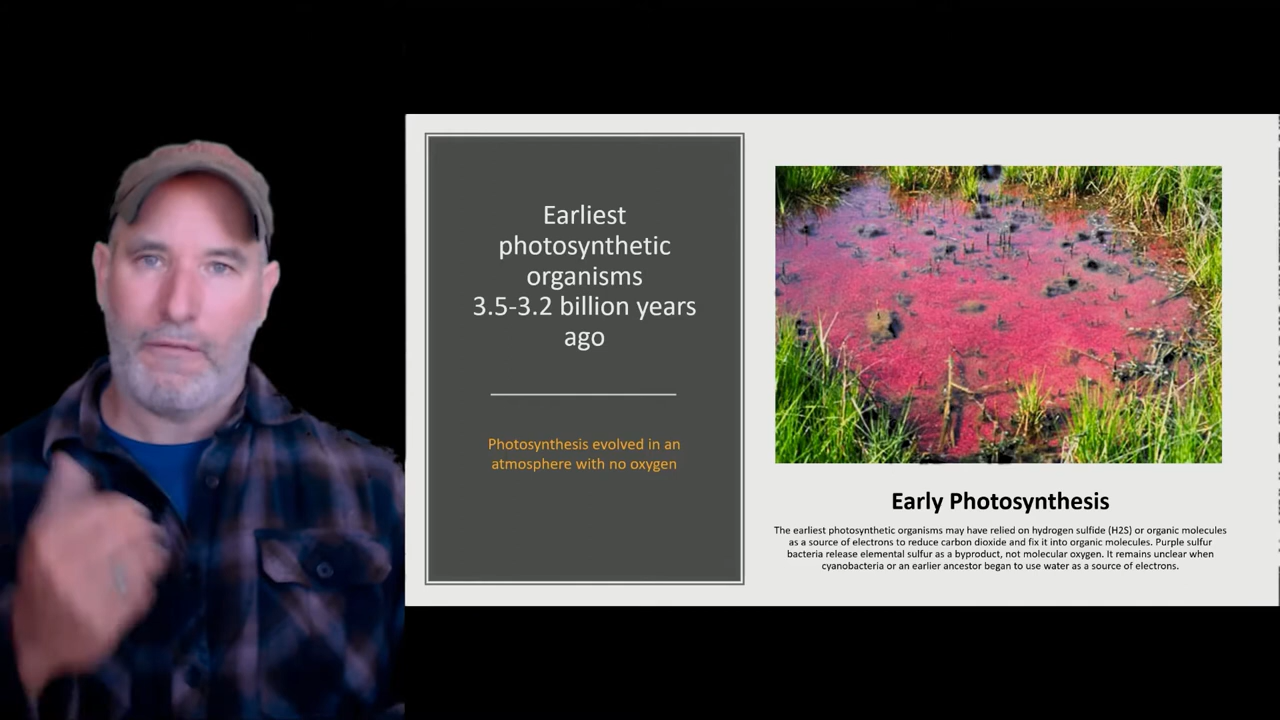 Earliest
photosynthetic
organisms
3.5-3.2 billion years
ago
Photosynthesis evolved in an
atmosphere with no oxygen
Early Photosynthesis
The earliest photosynthetic organisms may have relied on hydrogen sulfide (H2S) or organic molecules
as a source of electrons to reduce carbon dioxide and fix it into organic molecules. Purple sulfur
bacteria release elemental sulfur as a byproduct, not molecular oxygen. It remains unclear when
cyanobacteria or an earlier ancestor began to use water as a source of electrons.